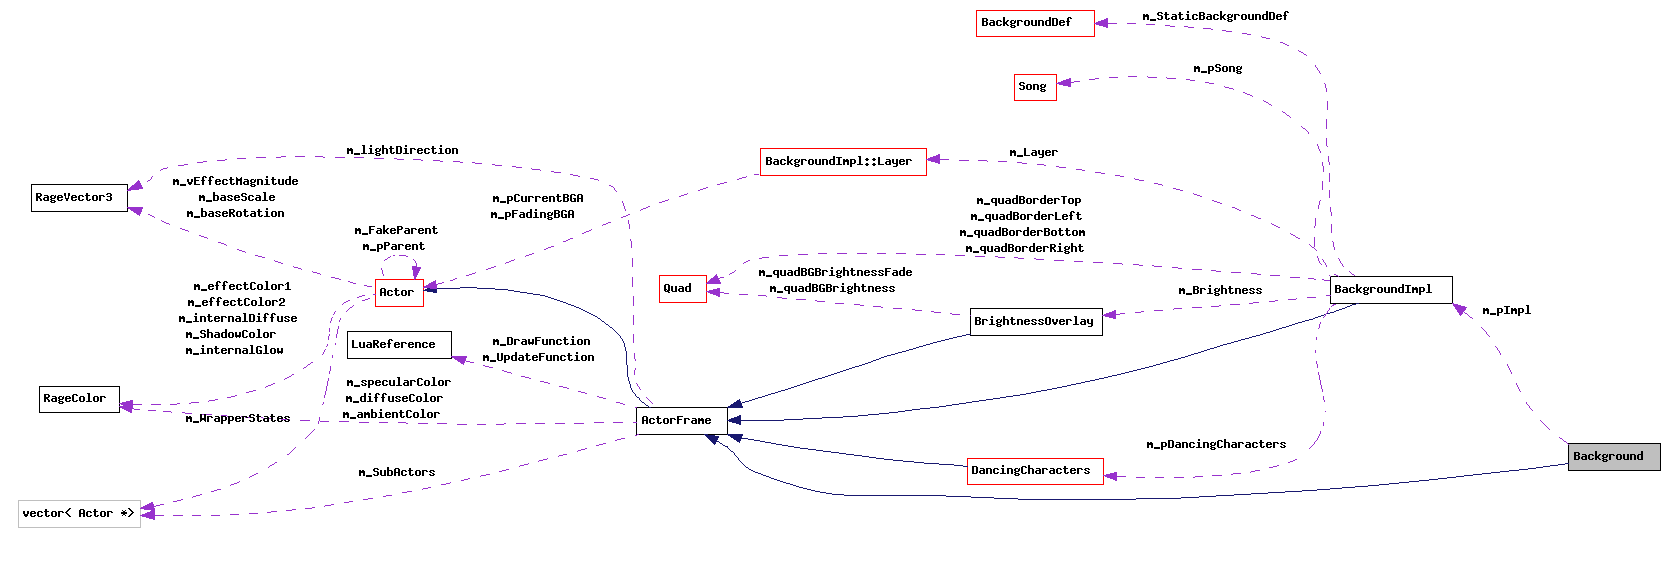 BackgroundDef
m_StaticBackgroundDef
m_pSong
Song
m_lightDirection
m_Layer
BackgroundImpl::Layer
m_vEffectMagnitude
m_baseScale
m_baseRotation
RageVector3
m_pCurrentBGA
m_pFadingBGA
m_quadBorderTop
m_quadBorderLeft
m_quadBorderBottom
m_quadBorderRight
m_FakeParent
m_pParent
m_quadBGBrightnessFade
m_quadBGBrightness
Actor
Quad
m_Brightness
BackgroundImpl
m_effectColor1
m_effectColor2
m_internalDiffuse
m_ShadowColor
m_internalGlow
m_pImpl
BrightnessOverlay
LuaReference
m_DrawFunction
m_UpdateFunction
m_specularColor
m_diffuseColor
m_ambientColor
RageColor
m_WrapperStates
ActorFrame
m_pDancingCharacters
Background
m_SubActors
DancingCharacters
vector< Actor *>